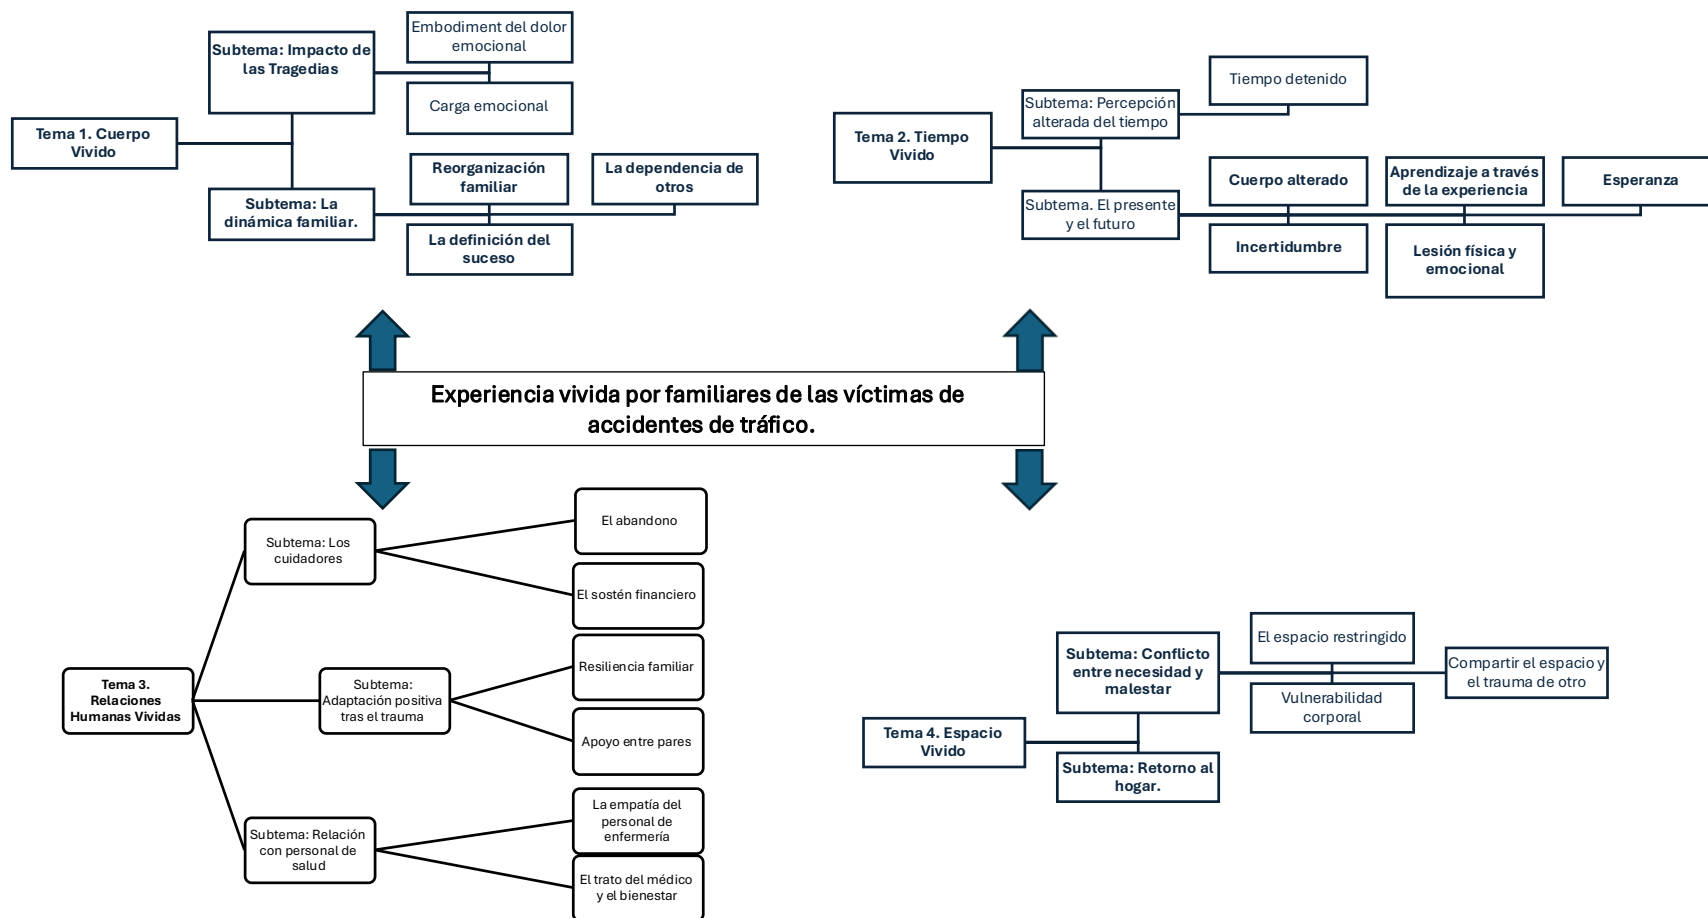 Embodiment del dolor
emocional
Subtema: Impacto de
las Tragedias
Carga emocional
Tema 1. Cuerpo
Vivido
Reorganización
familiar
La dependencia de
otros
Subtema: La
dinámica familiar.
La definición del
suceso
Tiempo detenido
Subtema: Percepción
alterada del tiempo
Tema 2. Tiempo
Vivido
Cuerpo alterado
Aprendizaje a través
de la experiencia
Esperanza
Subtema. El presente
y el futuro
Incertidumbre
Lesión física y
emocional
Experiencia vivida por familiares de las víctimas de
accidentes de tráfico.
El abandono
Subtema: Los
cuidadores
El sostén financiero
Resiliencia familiar
Tema 3.
Relaciones
Humanas Vividas
Subtema:
Adaptación positiva
tras el trauma
Apoyo entre pares
La empatía del
personal de
enfermería
Subtema: Relación
con personal de
salud
El trato del médico
y el bienestar
El espacio restringido
Subtema: Conflicto
entre necesidad y
malestar
Compartir el espacio y
el trauma de otro
Vulnerabilidad
corporal
Tema 4. Espacio
Vivido
Subtema: Retorno al
hogar.